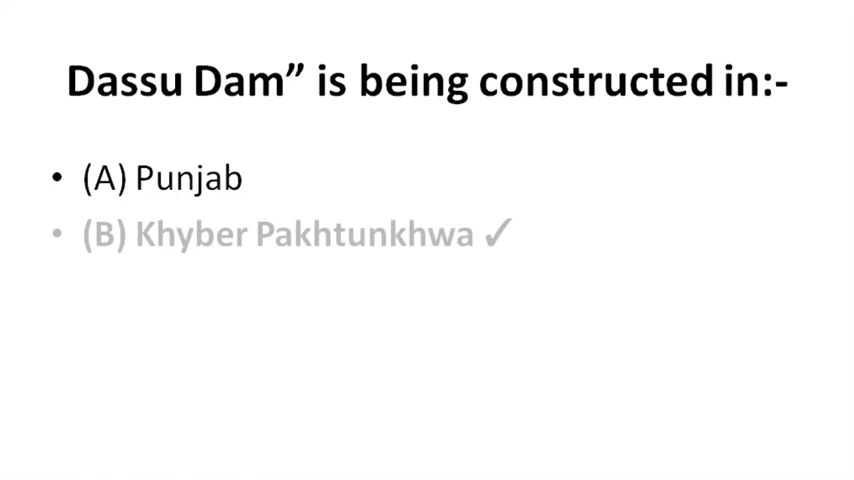 Dassu Dam” is being constructed in:-
• (A) Punjab
• (B) Khyber Pakhtunkhwa ✓